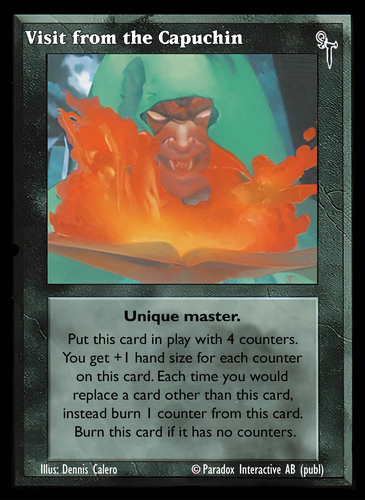 Visit from the Capuchin
Unique master.
Put this card in play with 4 counters.
You get +1 hand size for each counter
on this card. Each time you would
replace a card other than this card,
instead burn 1 counter from this card.
Burn this card if it has no counters.
Illus: Dennis Calero
© Paradox Interactive AB (publ)